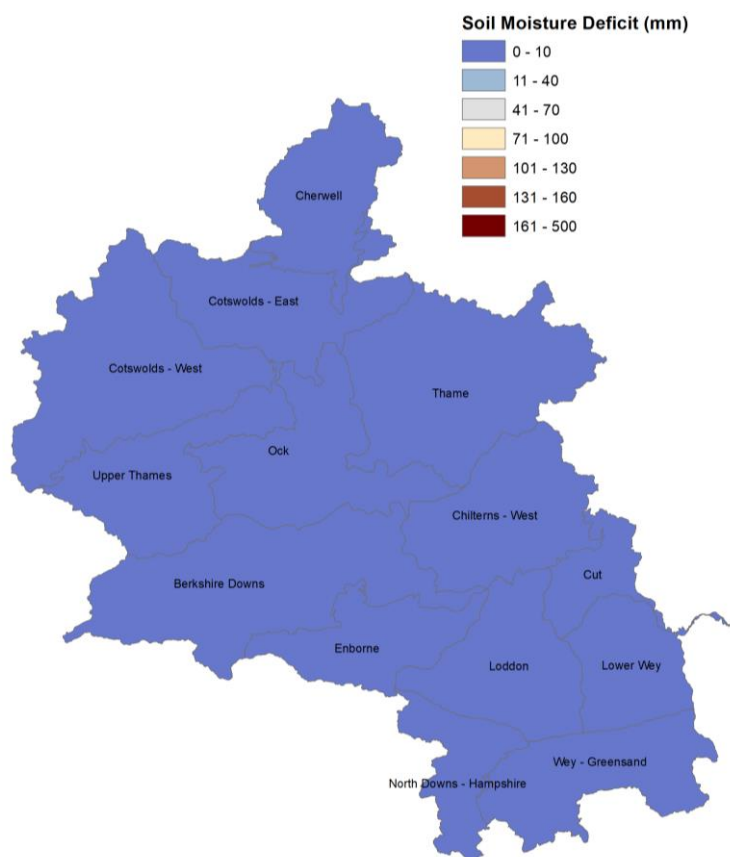 Soil Moisture Deficit (mm)
0 - 10
11 - 40
41 - 70
71 - 100
101 - 130
131 - 160
161 - 500
Cherwell
Cotswolds - East
Cotswolds - West
Thame
Ock
Upper Thames
Chilterns - West
Cut
Berkshire Downs
Enborne
Loddon
Lower Wey
Wey - Greensand
North Downs - Hampshire